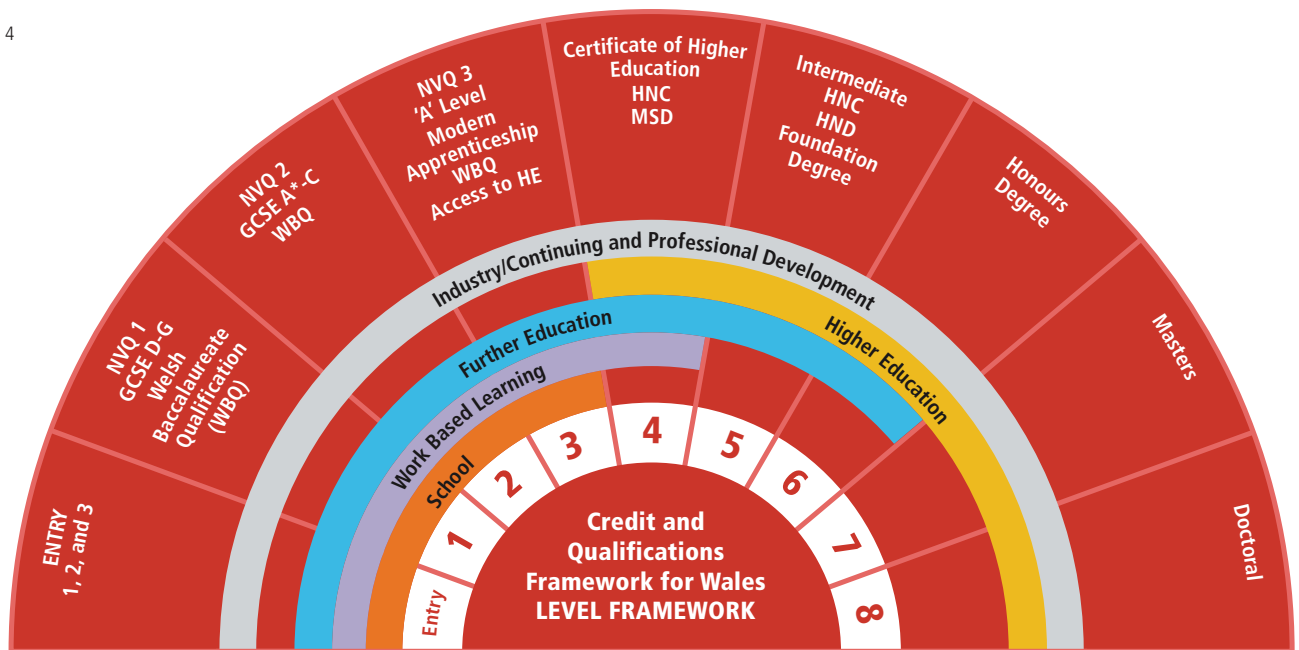 4
ENTRY
1, 2, and 3
NVQ 1
GCSE D-G
Welsh
Baccalaureate
Qualification
(WBQ)
NVQ 2
GCSE A*-C
WBQ
NVQ 3
‘A’ Level
Modern
Apprenticeship
WBQ
Access to HE
Certificate of Higher
Education
HNC
MSD
Intermediate
HNC
HND
Foundation
Degree
Honours
Degree
Masters
Doctoral
Industry/Continuing and Professional Development
Higher Education
Further Education
Work Based Learning
School
Entry
1
2
3
4
5
6
7
8
Credit and
Qualifications
Framework for Wales
LEVEL FRAMEWORK